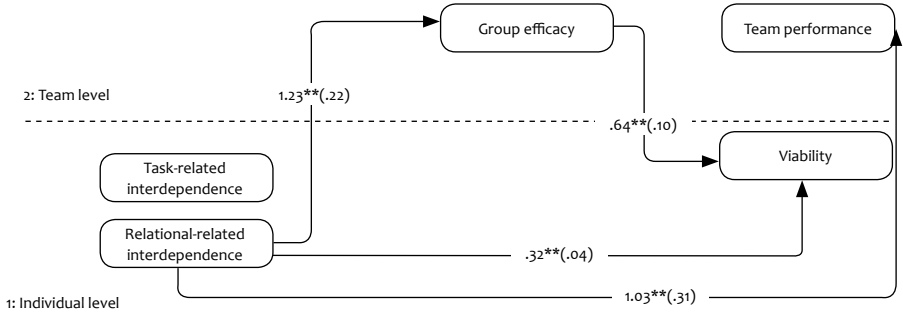 Group efficacy
Team performance
2: Team level
1.23**(.22)
.64**(.10)
Task-related
interdependence
Viability
Relational-related
interdependence
.32**(.04)
1: Individual level
1.03**(.31)